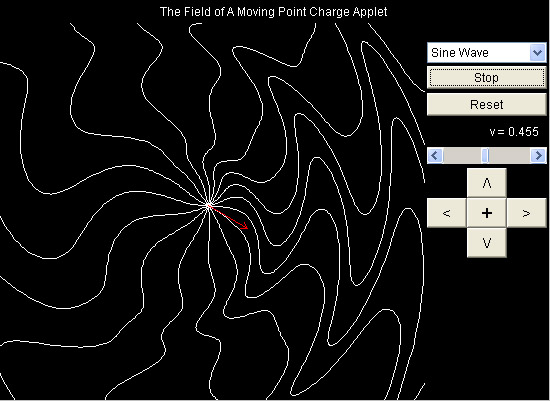 The Field of A Moving Point Charge Applet
Sine Wave
Stop
Reset
v = 0.455
Λ
< + >
V